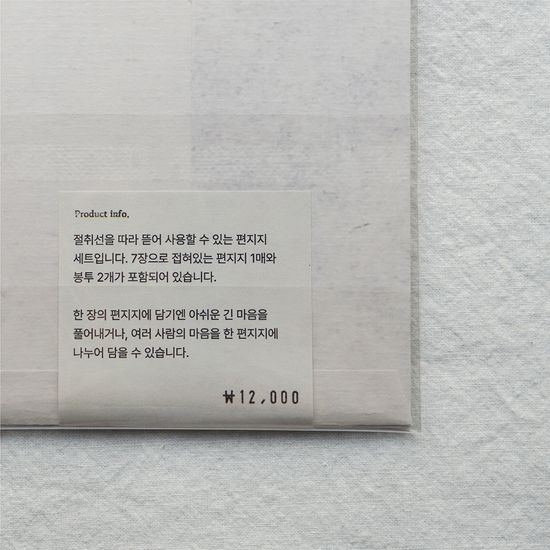 Product info.
절취선을 따라 뜯어 사용할 수 있는 편지지
세트입니다. 7장으로 접혀있는 편지지 1매와
봉투 2개가 포함되어 있습니다.
한 장의 편지지에 담기엔 아쉬운 긴 마음을
풀어내거나, 여러 사람의 마음을 한 편지지에
나누어 담을 수 있습니다.
₩12,000